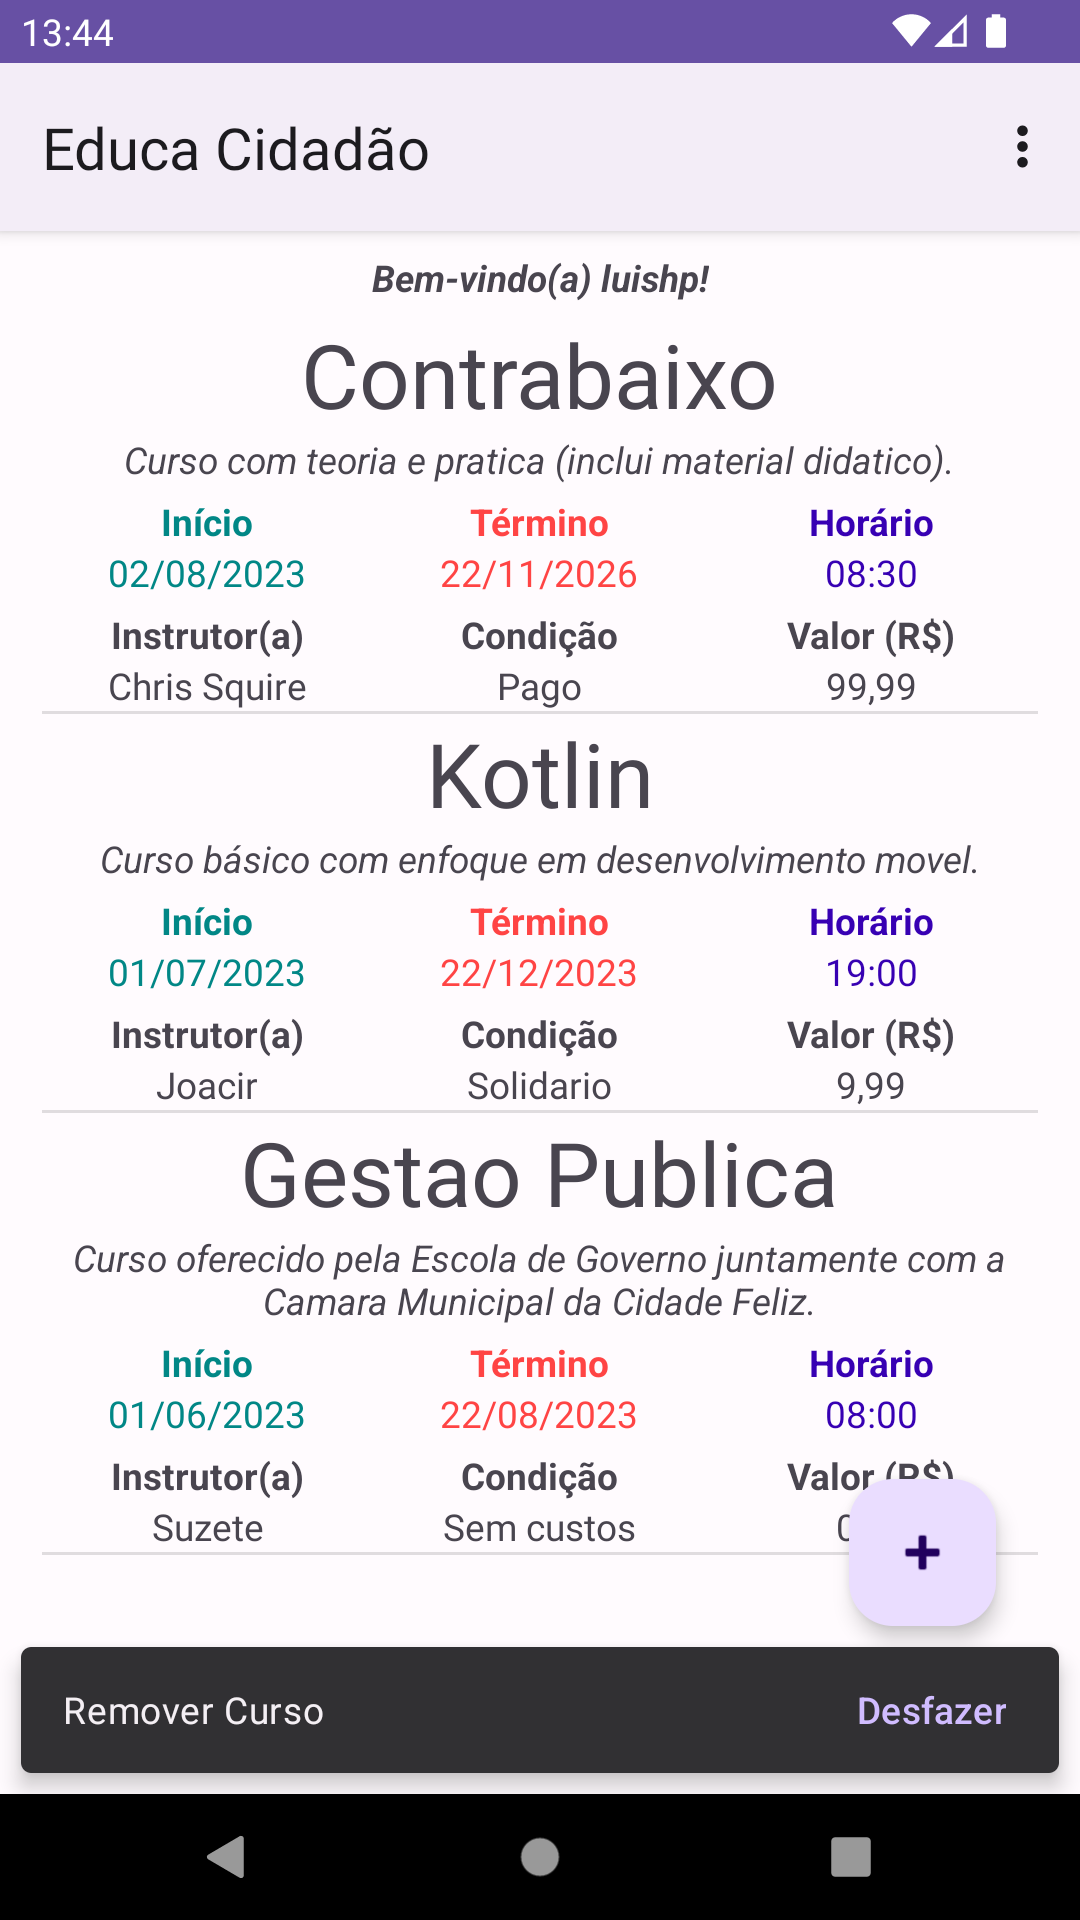 13:44
Educa Cidadão
Bem-vindo(a) luishp!
Contrabaixo
Curso com teoria e pratica (inclui material didatico).
Início Término Horário
02/08/2023 22/11/2026 08:30
Instrutor(a) Condição Valor (R$)
Chris Squire Pago 99,99
Kotlin
Curso básico com enfoque em desenvolvimento movel.
Início Término Horário
01/07/2023 22/12/2023 19:00
Instrutor(a) Condição Valor (R$)
Joacir Solidario 9,99
Gestao Publica
Curso oferecido pela Escola de Governo juntamente com a
Camara Municipal da Cidade Feliz.
Início Término Horário
01/06/2023 22/08/2023 08:00
Instrutor(a) Condição Valor (R$)
Suzete Sem custos
Remover Curso Desfazer